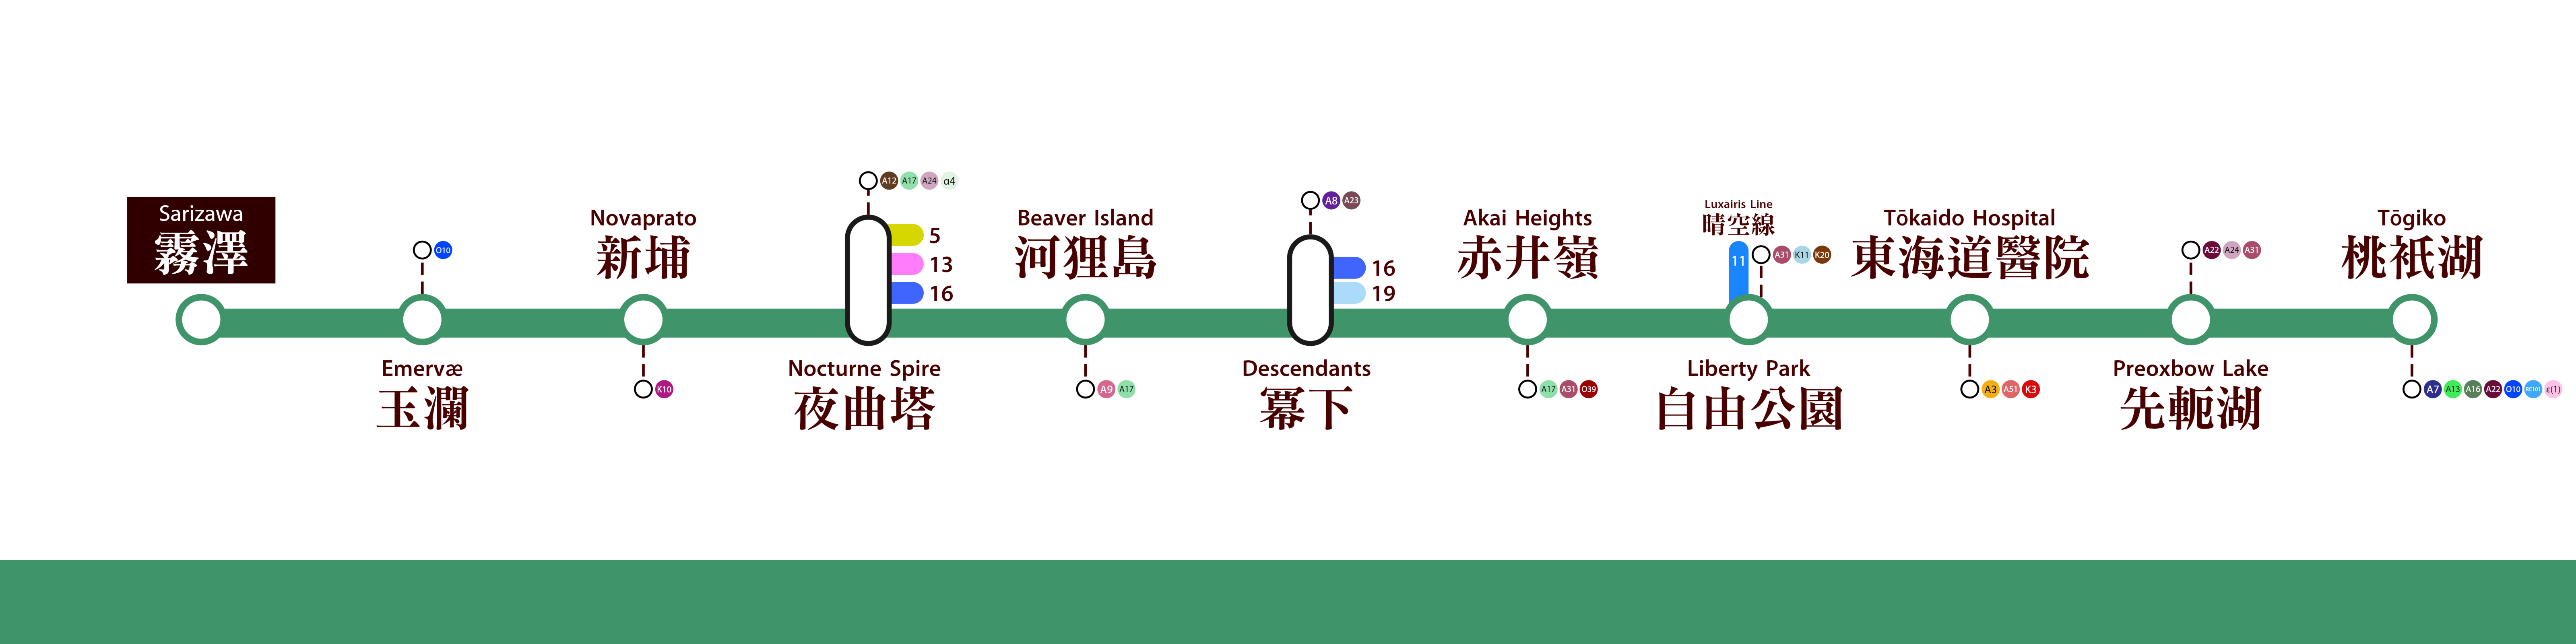 Sarizawa
霧澤
O10
Emervæ
玉瀾
Novaprato
新埔
K10
A12 A17 A24 α4
5
13
16
Nocturne Spire
夜曲塔
Beaver Island
河狸島
A9 A17
A8 A23
16
19
Descendants
冪下
Akai Heights
赤井嶺
A17 A31 O39
Luxairis Line
晴空線
11
A31 K11 K20
Liberty Park
自由公園
Tōkaido Hospital
東海道醫院
A3 A51 K3
A22 A24 A31
Preoxbow Lake
先軛湖
Tōgiko
桃祇湖
A7 A13 A16 A22 O10 ε(1)